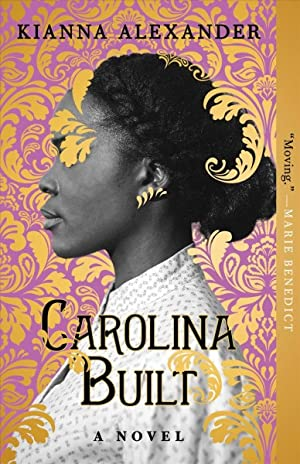 KIANNA ALEXANDER
CAROLINA
BUILT
A NOVEL
"Moving." —MARIE BENEDICT